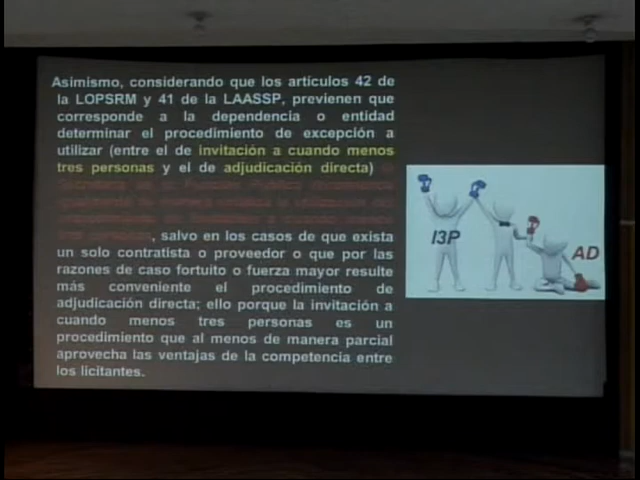 Asimismo, considerando que los artículos 42 de
la LOPSRM y 41 de la LAASSP, previenen que
corresponde a la dependencia o entidad
determinar el procedimiento de excepción a
utilizar (entre el de invitación a cuando menos
tres personas y el de adjudicación directa)
, salvo en los casos de que exista
un solo contratista o proveedor o que por las
razones de caso fortuito o fuerza mayor resulte
más conveniente el procedimiento de
adjudicación directa; ello porque la invitación a
cuando menos tres personas es un
procedimiento que al menos de manera parcial
aprovecha las ventajas de la competencia entre
los licitantes.
I3P
AD